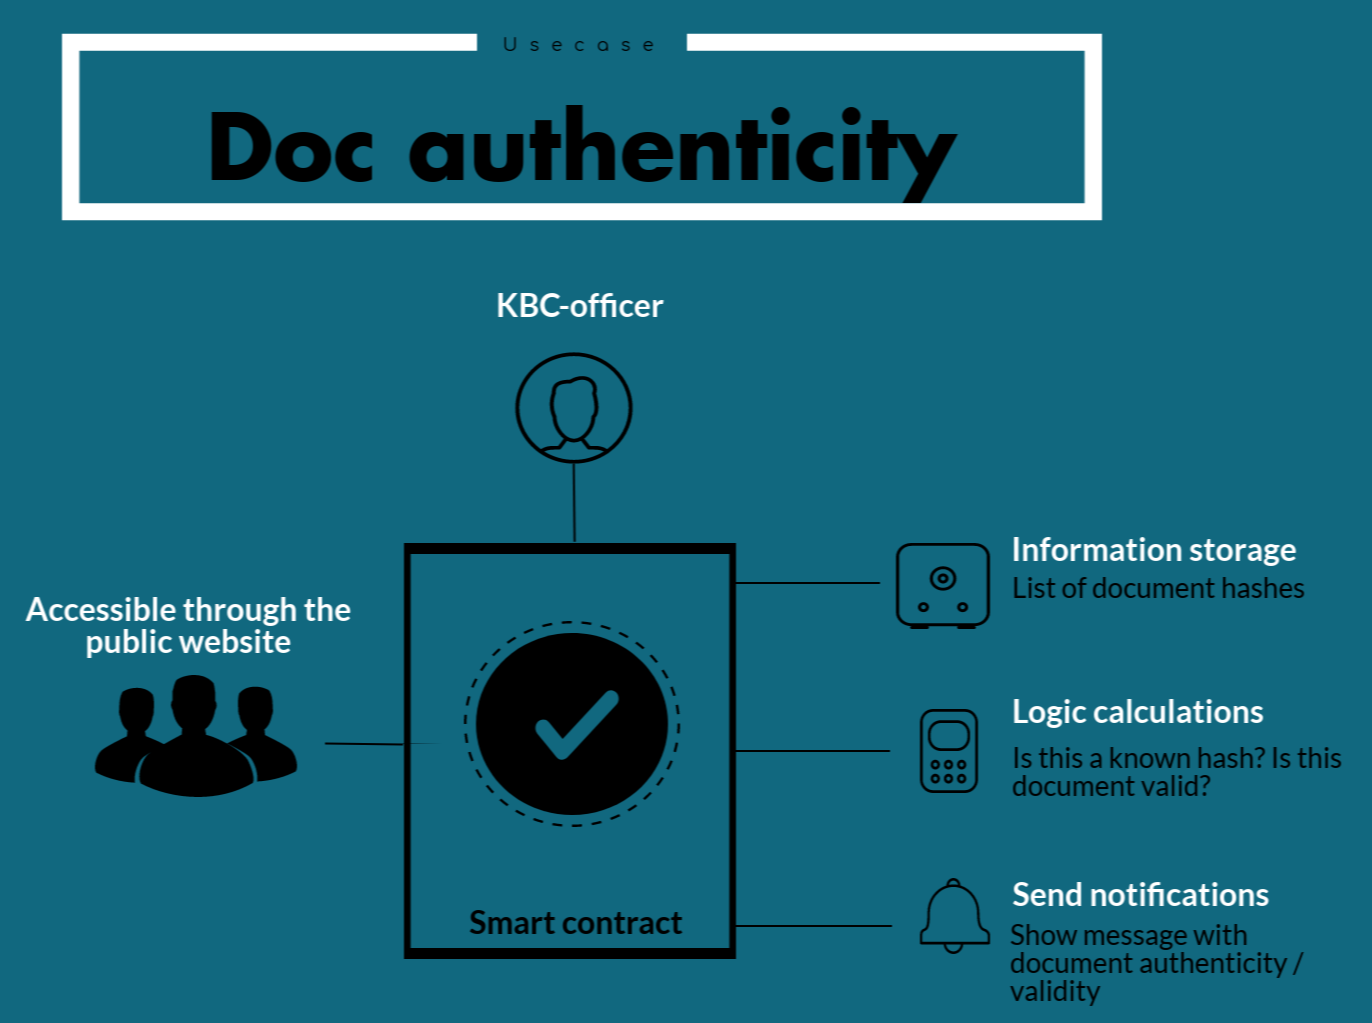 Usecase
Doc authenticity
KBC-officer
Accessible through the
public website
Smart contract
Information storage
List of document hashes
Logic calculations
Is this a known hash? Is this
document valid?
Send notifications
Show message with
document authenticity /
validity